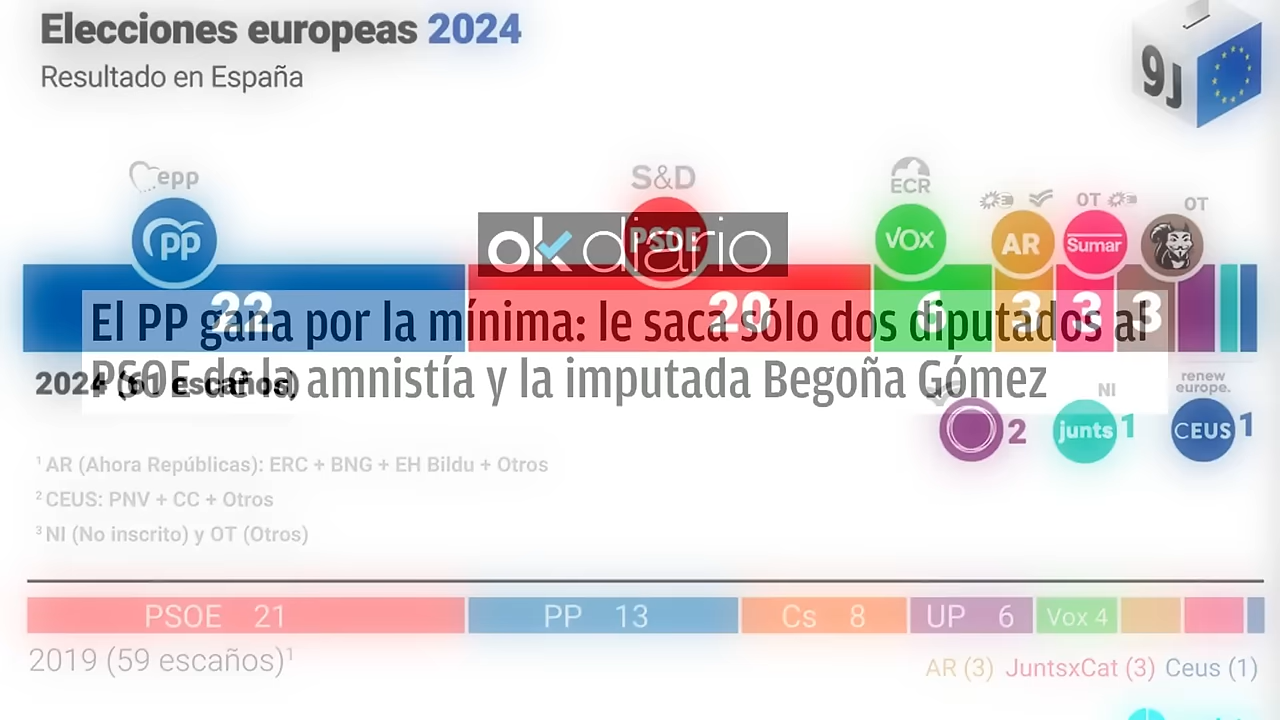 Elecciones europeas 2024
Resultado en España
9J
epp
S&D
ECR
OT
OT
PP
PSOE
VOX
AR
Sumar
okdiario
22
20
6
3
3
3
El PP gana por la mínima: le saca sólo dos diputados al
PSOE de la amnistía y la imputada Begoña Gómez
2024 (61 escaños)
NI
renew
europe.
2
junts 1
CEUS 1
¹ AR (Ahora Repúblicas): ERC + BNG + EH Bildu + Otros
² CEUS: PNV + CC + Otros
³ NI (No inscrito) y OT (Otros)
PSOE 21
PP 13
Cs 8
UP 6
Vox 4
2019 (59 escaños)¹
AR (3) JuntsxCat (3) Ceus (1)